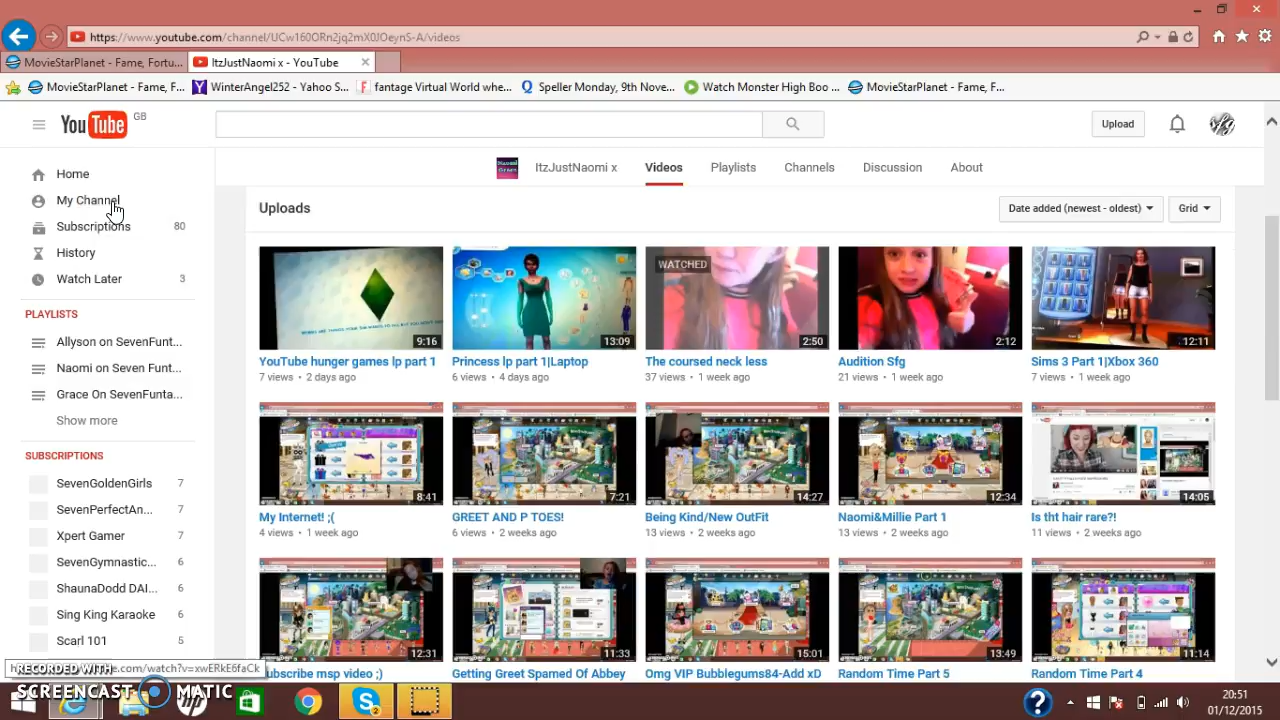 https://www.youtube.com/channel/UCw160ORn2jq2mX0JOeynS-A/videos
MovieStarPlanet - Fame, Fortu...
ItzJustNaomi x - YouTube
MovieStarPlanet - Fame, F...
WinterAngel252 - Yahoo S...
fantage Virtual World whe...
Speller Monday, 9th Nove...
Watch Monster High Boo ...
MovieStarPlanet - Fame, F...
YouTube GB
Upload
sfg
ItzJustNaomi x
Videos
Playlists
Channels
Discussion
About
Home
My Channel
Subscriptions 80
History
Watch Later 3
PLAYLISTS
Allyson on SevenFunt...
Naomi on Seven Funt...
Grace On SevenFunta...
Show more
SUBSCRIPTIONS
SevenGoldenGirls 7
SevenPerfectAn... 7
Xpert Gamer 7
SevenGymnastic... 6
ShaunaDodd DAI... 6
Sing King Karaoke 6
Scarl 101 5
Uploads
Date added (newest - oldest)
Grid
9:16
13:09
WATCHED
2:50
2:12
12:11
YouTube hunger games lp part 1
7 views • 2 days ago
Princess lp part 1|Laptop
6 views • 4 days ago
The coursed neck less
37 views • 1 week ago
Audition Sfg
21 views • 1 week ago
Sims 3 Part 1|Xbox 360
7 views • 1 week ago
8:41
7:21
14:27
12:34
14:05
My Internet! ;(
4 views • 1 week ago
GREET AND P TOES!
6 views • 2 weeks ago
Being Kind/New OutFit
13 views • 2 weeks ago
Naomi&Millie Part 1
13 views • 2 weeks ago
Is tht hair rare?!
11 views • 2 weeks ago
12:31
11:33
15:01
13:49
11:14
ubscribe msp video ;)
Getting Greet Spamed Of Abbey
Omg VIP Bubblegums84-Add xD
Random Time Part 5
Random Time Part 4
.com/watch?v=xwERkE6faCk
RECORDED WITH
SCREENCAST MATIC
20:51
01/12/2015